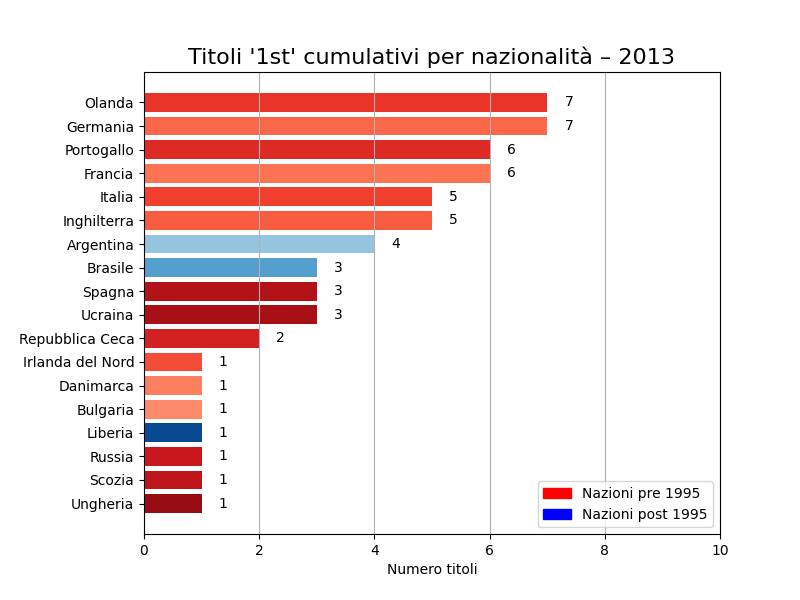 Titoli '1st' cumulativi per nazionalità – 2013
Olanda 7
Germania 7
Portogallo 6
Francia 6
Italia 5
Inghilterra 5
Argentina 4
Brasile 3
Spagna 3
Ucraina 3
Repubblica Ceca 2
Irlanda del Nord 1
Danimarca 1
Bulgaria 1
Liberia 1
Russia 1
Scozia 1
Ungheria 1
Nazioni pre 1995
Nazioni post 1995
0 2 4 6 8 10
Numero titoli